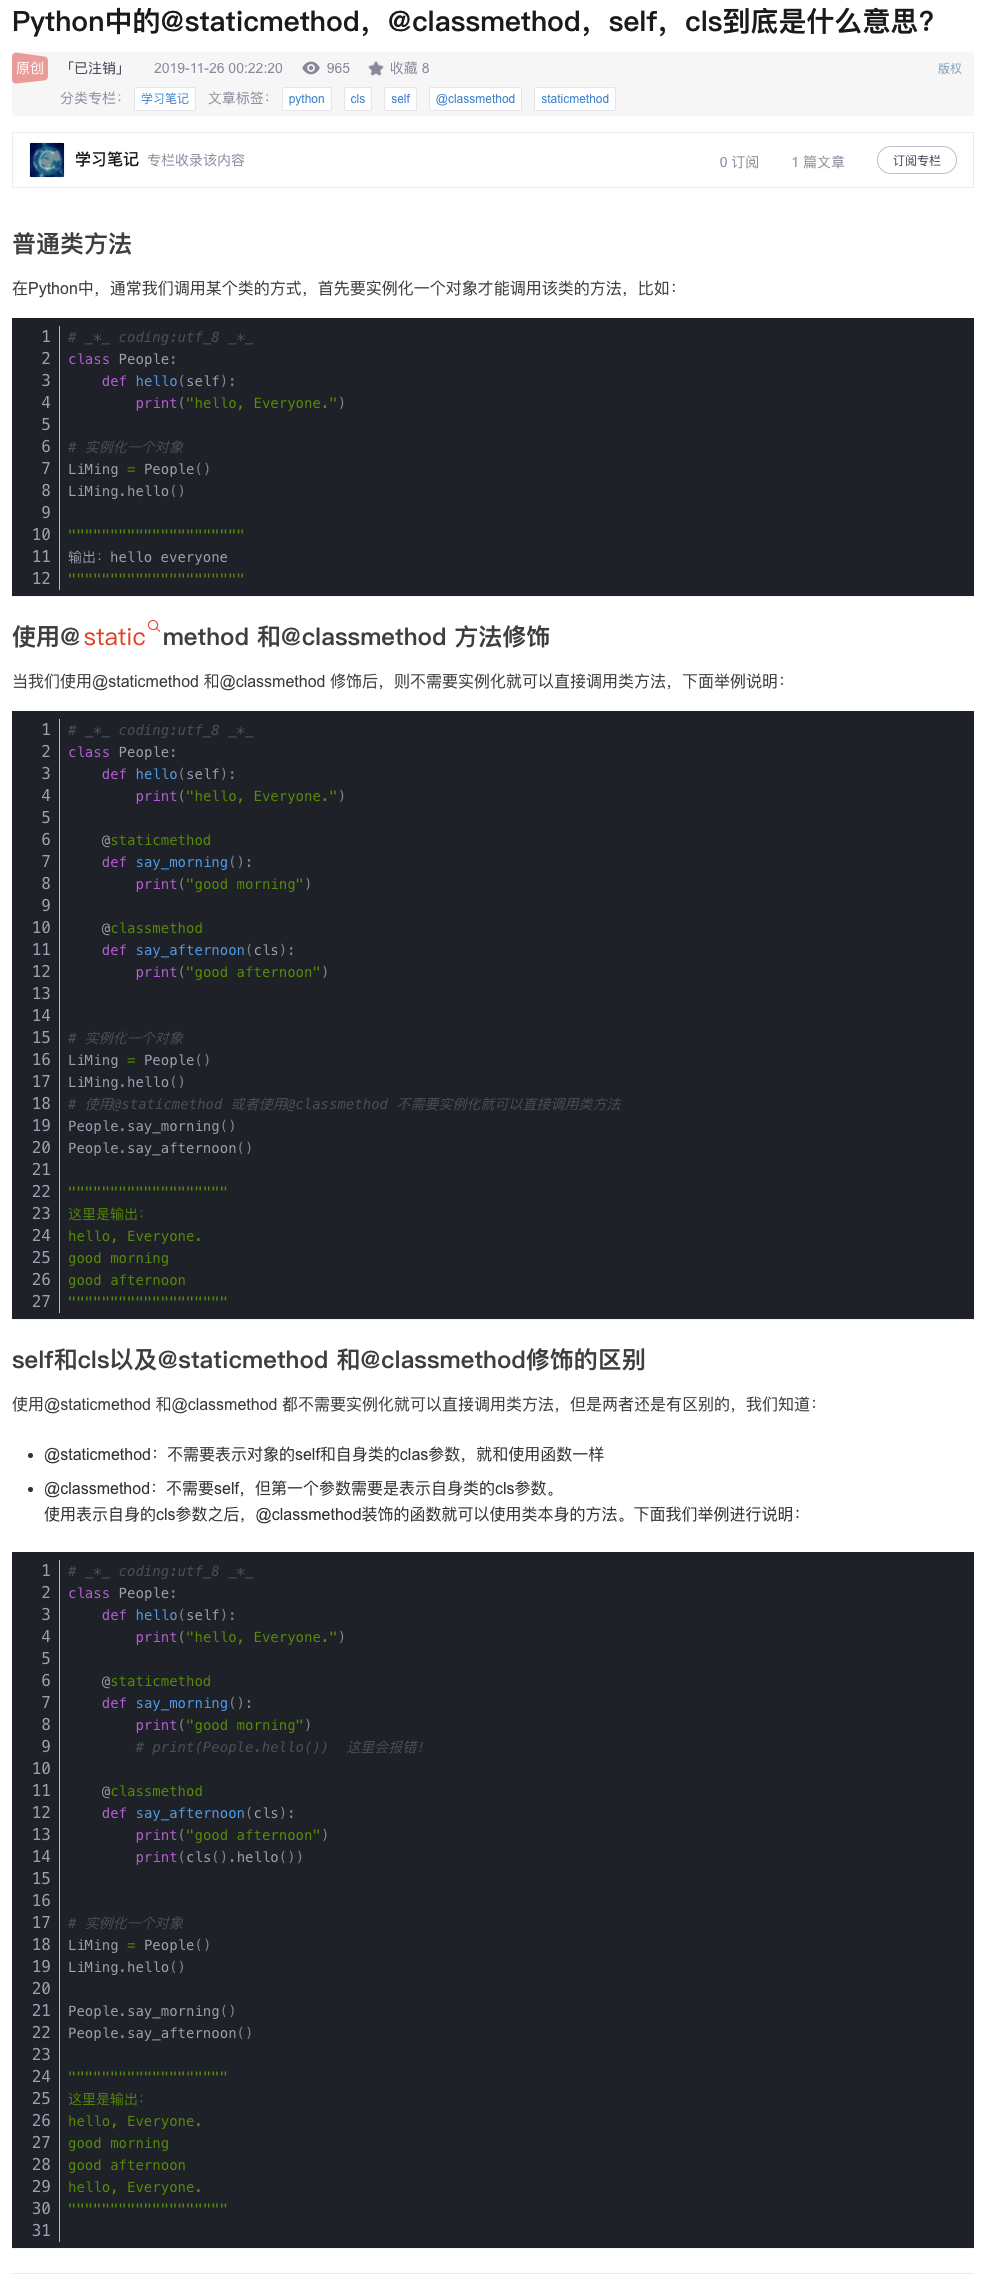 Python中的@staticmethod，@classmethod，self，cls到底是什么意思?
原创 「已注销」 2019-11-26 00:22:20 965 收藏 8 版权
分类专栏： 学习笔记 文章标签： python cls self @classmethod staticmethod
学习笔记 专栏收录该内容 0 订阅 1 篇文章 订阅专栏
普通类方法
在Python中，通常我们调用某个类的方式，首先要实例化一个对象才能调用该类的方法，比如：
1 # _*_ coding:utf_8 _*_
2 class People:
3     def hello(self):
4         print("hello, Everyone.")
5
6 # 实例化一个对象
7 LiMing = People()
8 LiMing.hello()
9
10 """""""""""""""""""""
11 输出：hello everyone
12 """""""""""""""""""""
使用@static method 和@classmethod 方法修饰
当我们使用@staticmethod 和@classmethod 修饰后，则不需要实例化就可以直接调用类方法，下面举例说明：
1 # _*_ coding:utf_8 _*_
2 class People:
3     def hello(self):
4         print("hello, Everyone.")
5
6     @staticmethod
7     def say_morning():
8         print("good morning")
9
10     @classmethod
11     def say_afternoon(cls):
12         print("good afternoon")
13
14
15 # 实例化一个对象
16 LiMing = People()
17 LiMing.hello()
18 # 使用@staticmethod 或者使用@classmethod 不需要实例化就可以直接调用类方法
19 People.say_morning()
20 People.say_afternoon()
21
22 """""""""""""""""""
23 这里是输出：
24 hello, Everyone.
25 good morning
26 good afternoon
27 """""""""""""""""""
self和cls以及@staticmethod 和@classmethod修饰的区别
使用@staticmethod 和@classmethod 都不需要实例化就可以直接调用类方法，但是两者还是有区别的，我们知道：
• @staticmethod：不需要表示对象的self和自身类的clas参数，就和使用函数一样
• @classmethod：不需要self，但第一个参数需要是表示自身类的cls参数。
使用表示自身的cls参数之后，@classmethod装饰的函数就可以使用类本身的方法。下面我们举例进行说明：
1 # _*_ coding:utf_8 _*_
2 class People:
3     def hello(self):
4         print("hello, Everyone.")
5
6     @staticmethod
7     def say_morning():
8         print("good morning")
9         # print(People.hello())  这里会报错！
10
11     @classmethod
12     def say_afternoon(cls):
13         print("good afternoon")
14         print(cls().hello())
15
16
17 # 实例化一个对象
18 LiMing = People()
19 LiMing.hello()
20
21 People.say_morning()
22 People.say_afternoon()
23
24 """""""""""""""""""
25 这里是输出：
26 hello, Everyone.
27 good morning
28 good afternoon
29 hello, Everyone.
30 """""""""""""""""""
31